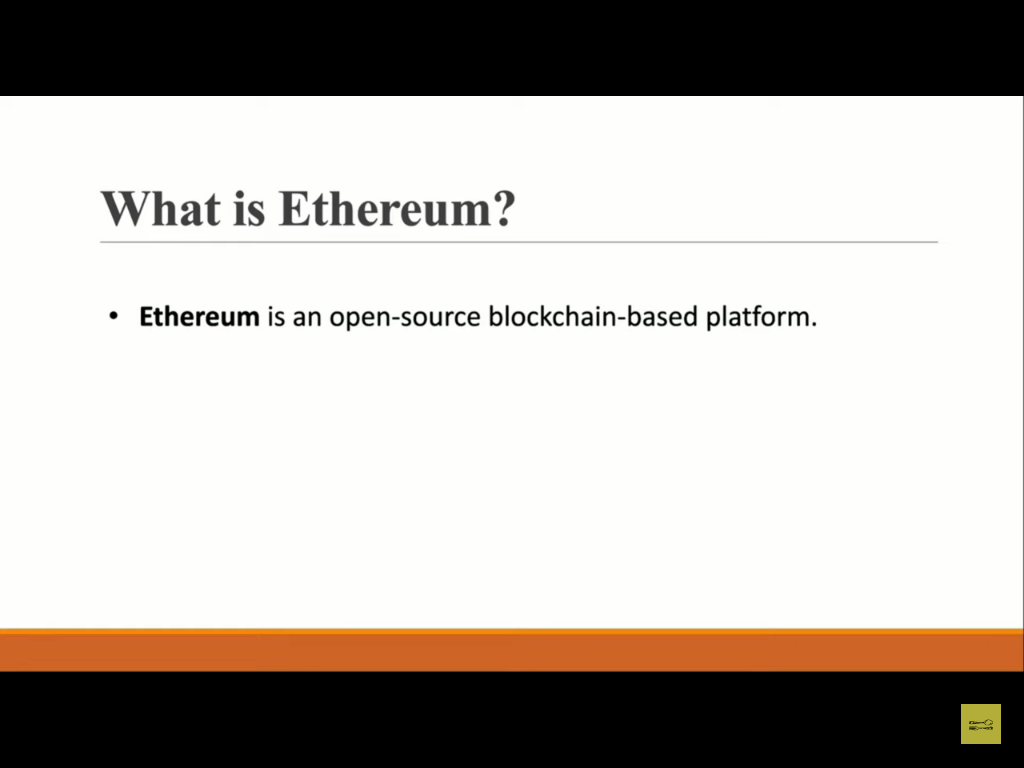 What is Ethereum?
• Ethereum is an open-source blockchain-based platform.